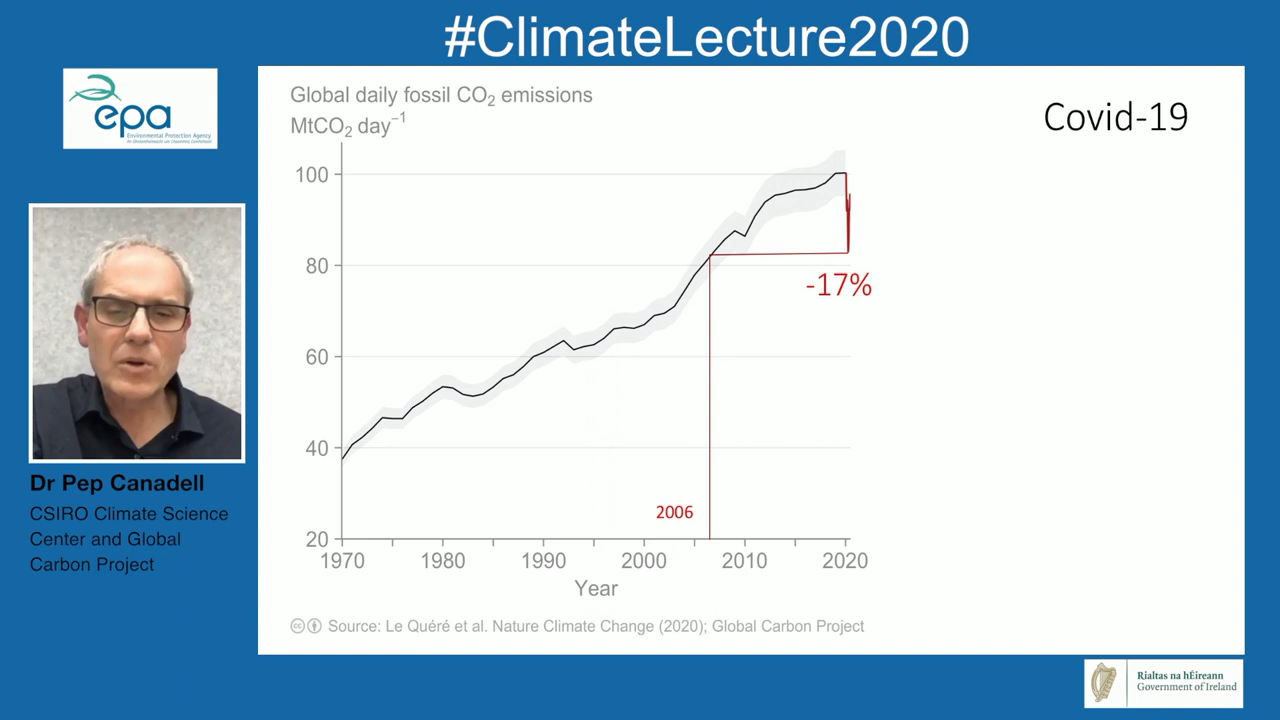 #ClimateLecture2020
epa
Environmental Protection Agency
Global daily fossil CO₂ emissions
MtCO₂ day⁻¹
Covid-19
100
80
60
40
20
-17%
2006
1970 1980 1990 2000 2010 2020
Year
Source: Le Quéré et al. Nature Climate Change (2020); Global Carbon Project
Dr Pep Canadell
CSIRO Climate Science
Center and Global
Carbon Project
Rialtas na hÉireann
Government of Ireland